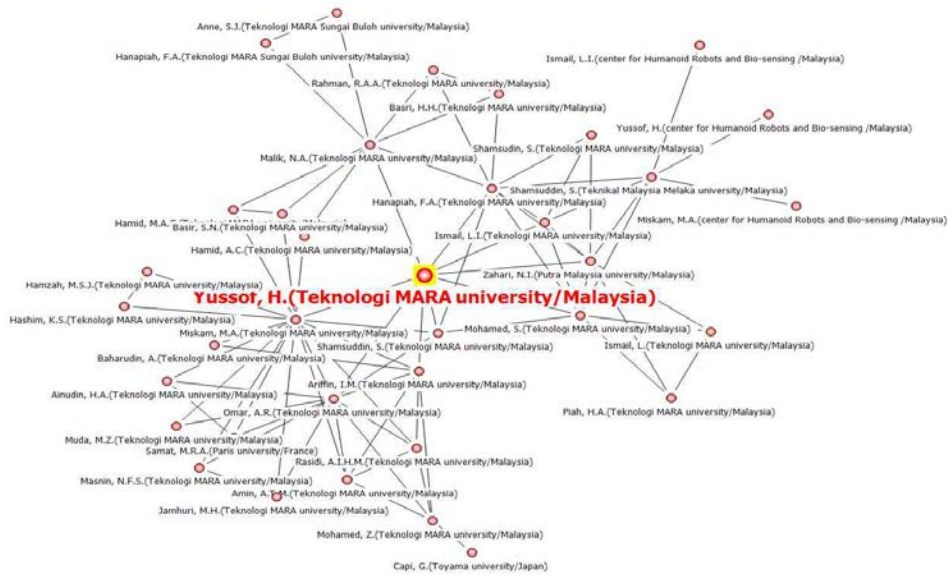 Anne, S.J.(Teknologi MARA Sungai Buloh university/Malaysia)
Hanapiah, F.A.(Teknologi MARA Sungai Buloh university/Malaysia)
Ismail, L.I.(center for Humanoid Robots and Bio-sensing /Malaysia)
Rahman, R.A.A.(Teknologi MARA university/Malaysia)
Basri, H.H.(Teknologi MARA university/Malaysia)
Yussof, H.(center for Humanoid Robots and Bio-sensing /Malaysia)
Shamsudin, S.(Teknologi MARA university/Malaysia)
Malik, N.A.(Teknologi MARA university/Malaysia)
Shamsuddin, S.(Teknikal Malaysia Melaka university/Malaysia)
Hanapiah, F.A.(Teknologi MARA university/Malaysia)
Hamid, M.A.
Miskam, M.A.(center for Humanoid Robots and Bio-sensing /Malaysia)
Basir, S.N.(Teknologi MARA university/Malaysia)
Ismail, L.I.(Teknologi MARA university/Malaysia)
Hamid, A.C.(Teknologi MARA university/Malaysia)
Zahari, N.I.(Putra Malaysia university/Malaysia)
Hamzah, M.S.J.(Teknologi MARA university/Malaysia)
Yussof, H.(Teknologi MARA university/Malaysia)
Hashim, K.S.(Teknologi MARA university/Malaysia)
Miskam, M.A.(Teknologi MARA university/Malaysia)
Mohamed, S.(Teknologi MARA university/Malaysia)
Shamsuddin, S.(Teknologi MARA university/Malaysia)
Ismail, L.(Teknologi MARA university/Malaysia)
Baharudin, A.(Teknologi MARA university/Malaysia)
Ariffin, I.M.(Teknologi MARA university/Malaysia)
Ainudin, H.A.(Teknologi MARA university/Malaysia)
Omar, A.R.(Teknologi MARA university/Malaysia)
Piah, H.A.(Teknologi MARA university/Malaysia)
Muda, M.Z.(Teknologi MARA university/Malaysia)
Samat, M.R.A.(Paris university/France)
Rasidi, A.I.H.M.(Teknologi MARA university/Malaysia)
Masnin, N.F.S.(Teknologi MARA university/Malaysia)
Amin, A.T.M.(Teknologi MARA university/Malaysia)
Jamhuri, M.H.(Teknologi MARA university/Malaysia)
Mohamed, Z.(Teknologi MARA university/Malaysia)
Capi, G.(Toyama university/Japan)